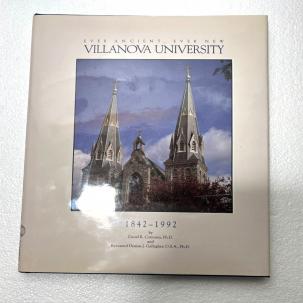 EVER ANCIENT, EVER NEW
VILLANOVA UNIVERSITY
1842–1992
by
David R. Contosta, Ph.D.
and
Reverend Dennis J. Gallagher, O.S.A., Ph.D.